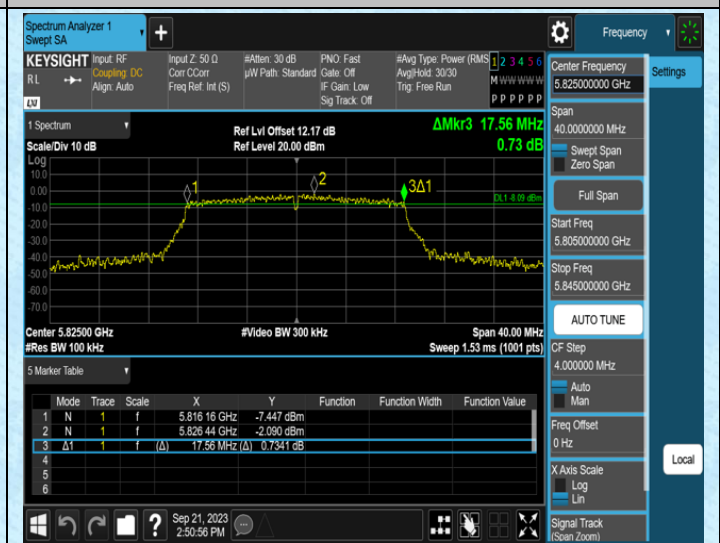 Spectrum Analyzer 1
Swept SA
+
Frequency
KEYSIGHT Input: RF Input Z: 50 Ω #Atten: 30 dB PNO: Fast #Avg Type: Power (RMS 1 2 3 4 5 6
RL Coupling: DC Corr CCorr µW Path: Standard Gate: Off Avg|Hold: 30/30 M W W W W W
Align: Auto Freq Ref: Int (S) IF Gain: Low Trig: Free Run
LXI Sig Track: Off P P P P P P
1 Spectrum
Ref Lvl Offset 12.17 dB ΔMkr3 17.56 MHz
Scale/Div 10 dB Ref Level 20.00 dBm 0.73 dB
Log
10.0
0.00
-10.0
-20.0
-30.0
-40.0
-50.0
-60.0
-70.0
1
2
3Δ1
DL1 -8.09 dBm
Center 5.82500 GHz #Video BW 300 kHz Span 40.00 MHz
#Res BW 100 kHz Sweep 1.53 ms (1001 pts)
5 Marker Table
Mode Trace Scale X Y Function Function Width Function Value
1 N 1 f 5.816 16 GHz -7.447 dBm
2 N 1 f 5.826 44 GHz -2.090 dBm
3 Δ1 1 f (Δ) 17.56 MHz (Δ) 0.7341 dB
4
5
6
Center Frequency
5.825000000 GHz
Settings
Span
40.0000000 MHz
Swept Span
Zero Span
Full Span
Start Freq
5.805000000 GHz
Stop Freq
5.845000000 GHz
AUTO TUNE
CF Step
4.000000 MHz
Auto
Man
Freq Offset
0 Hz
Local
X Axis Scale
Log
Lin
Signal Track
(Span Zoom)
?
Sep 21, 2023
2:50:56 PM